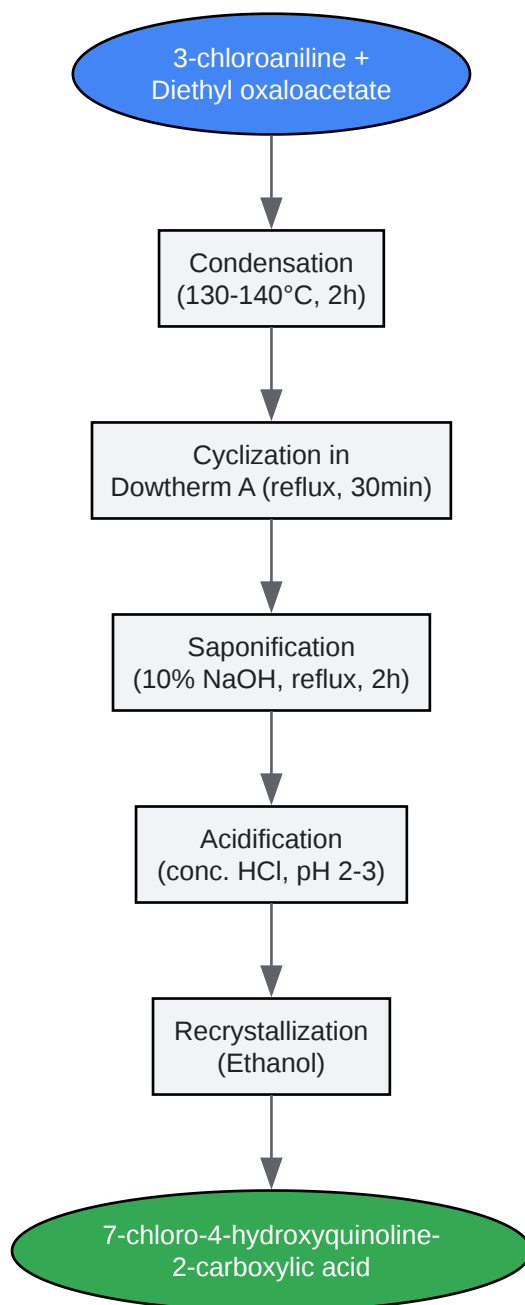 3-chloroaniline +
Diethyl oxaloacetate
Condensation
(130-140°C, 2h)
Cyclization in
Dowtherm A (reflux, 30min)
Saponification
(10% NaOH, reflux, 2h)
Acidification
(conc. HCl, pH 2-3)
Recrystallization
(Ethanol)
7-chloro-4-hydroxyquinoline-
2-carboxylic acid